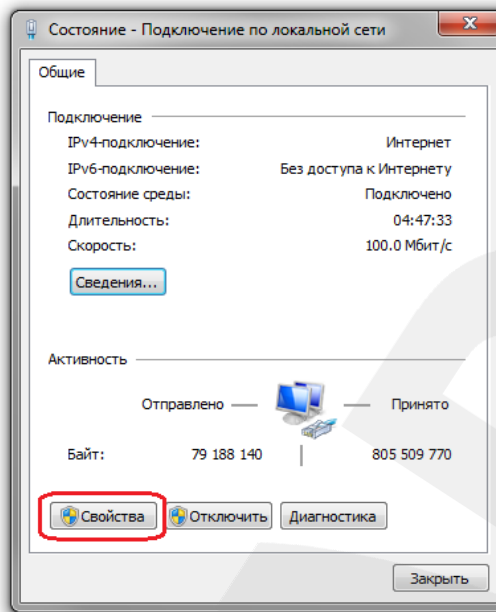 Состояние - Подключение по локальной сети
Общие
Подключение
IPv4-подключение: Интернет
IPv6-подключение: Без доступа к Интернету
Состояние среды: Подключено
Длительность: 04:47:33
Скорость: 100.0 Мбит/с
Сведения...
Активность
Отправлено — — Принято
Байт: 79 188 140 | 805 509 770
Свойства Отключить Диагностика
Закрыть